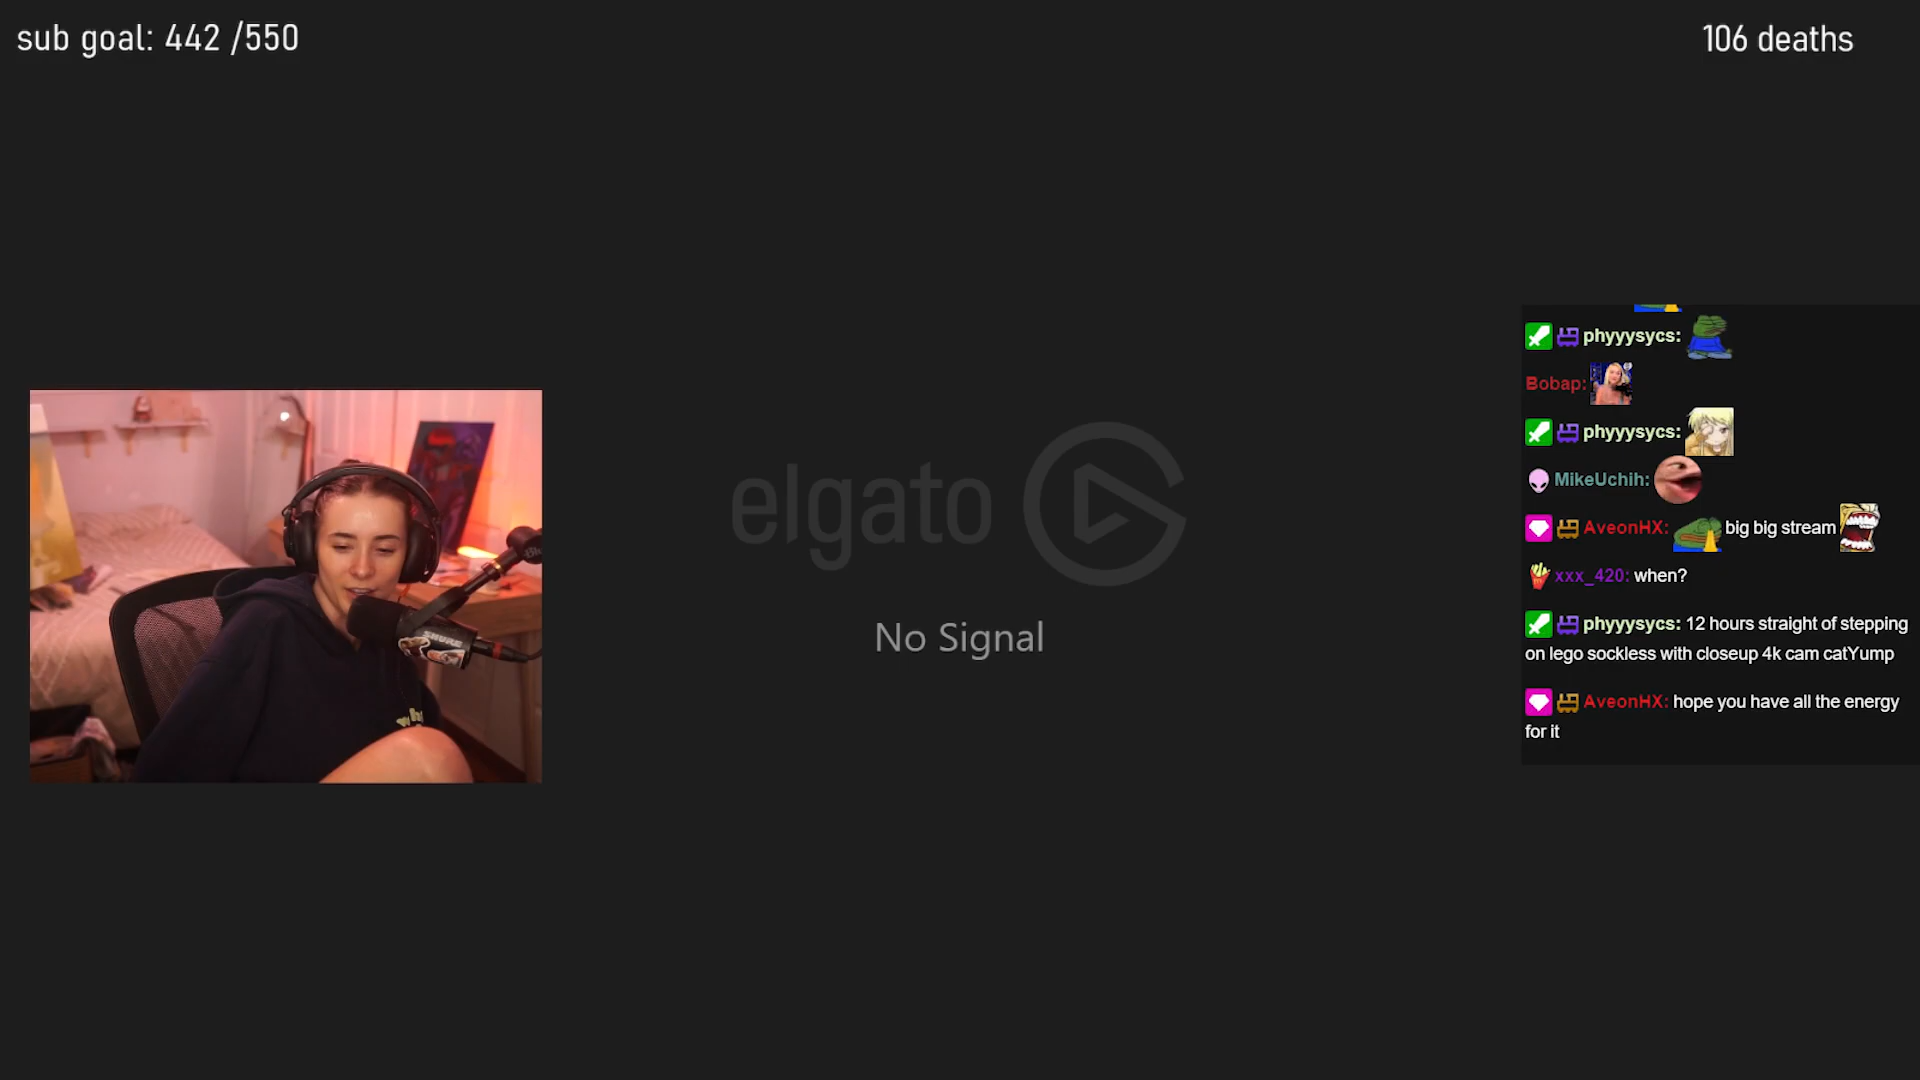 sub goal: 442 /550
106 deaths
elgato
No Signal
SHURE
phyyysycs:
Bobap:
phyyysycs:
MikeUchih:
AveonHX: big big stream
xxx_420: when?
phyyysycs: 12 hours straight of stepping
on lego sockless with closeup 4k cam catYump
AveonHX: hope you have all the energy
for it